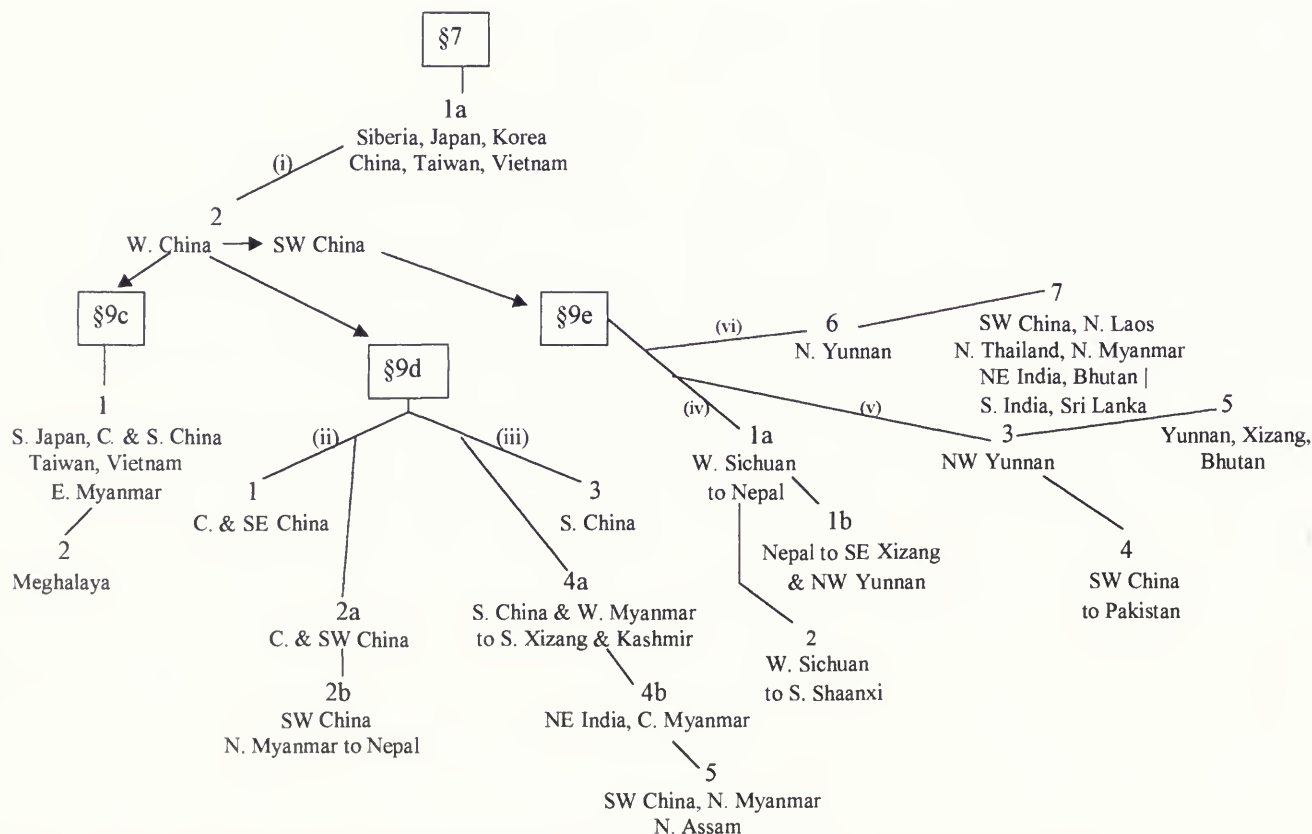 §7
1a
Siberia, Japan, Korea
China, Taiwan, Vietnam
(i)
2
W. China
SW China
§9c
1
S. Japan, C. & S. China
Taiwan, Vietnam
E. Myanmar
2
Meghalaya
§9d
(ii)
(iii)
1
C. & SE China
2a
C. & SW China
2b
SW China
N. Myanmar to Nepal
3
S. China
4a
S. China & W. Myanmar
to S. Xizang & Kashmir
4b
NE India, C. Myanmar
5
SW China, N. Myanmar
N. Assam
§9e
(iv)
(v)
(vi)
1a
W. Sichuan
to Nepal
1b
Nepal to SE Xizang
& NW Yunnan
2
W. Sichuan
to S. Shaanxi
6
N. Yunnan
7
SW China, N. Laos
N. Thailand, N. Myanmar
NE India, Bhutan |
S. India, Sri Lanka
3
NW Yunnan
5
Yunnan, Xizang,
Bhutan
4
SW China
to Pakistan